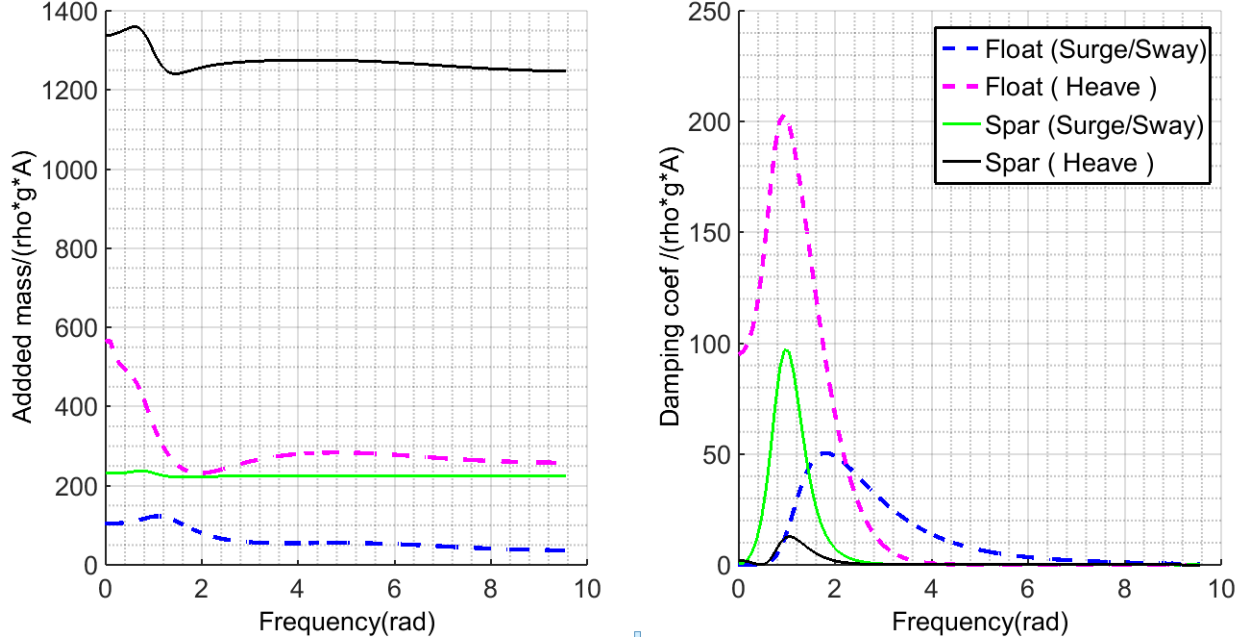 1400
1200
1000
800
600
400
200
0
0 2 4 6 8 10
Addded mass/(rho*g*A)
Frequency(rad)
250
200
150
100
50
0
0 2 4 6 8 10
Damping coef /(rho*g*A)
Frequency(rad)
Float (Surge/Sway)
Float ( Heave )
Spar (Surge/Sway)
Spar ( Heave )